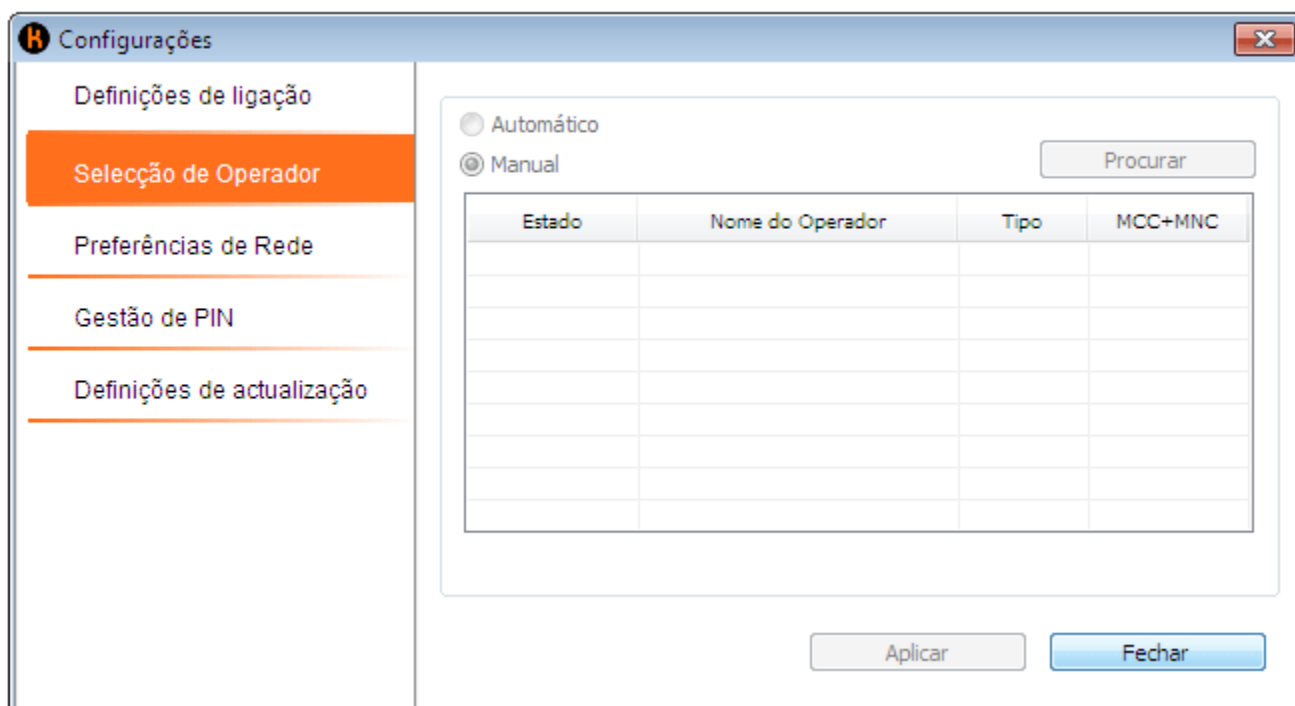 Configurações
Definições de ligação
Selecção de Operador
Preferências de Rede
Gestão de PIN
Definições de actualização
Automático
Manual
Procurar
Estado Nome do Operador Tipo MCC+MNC
Aplicar Fechar